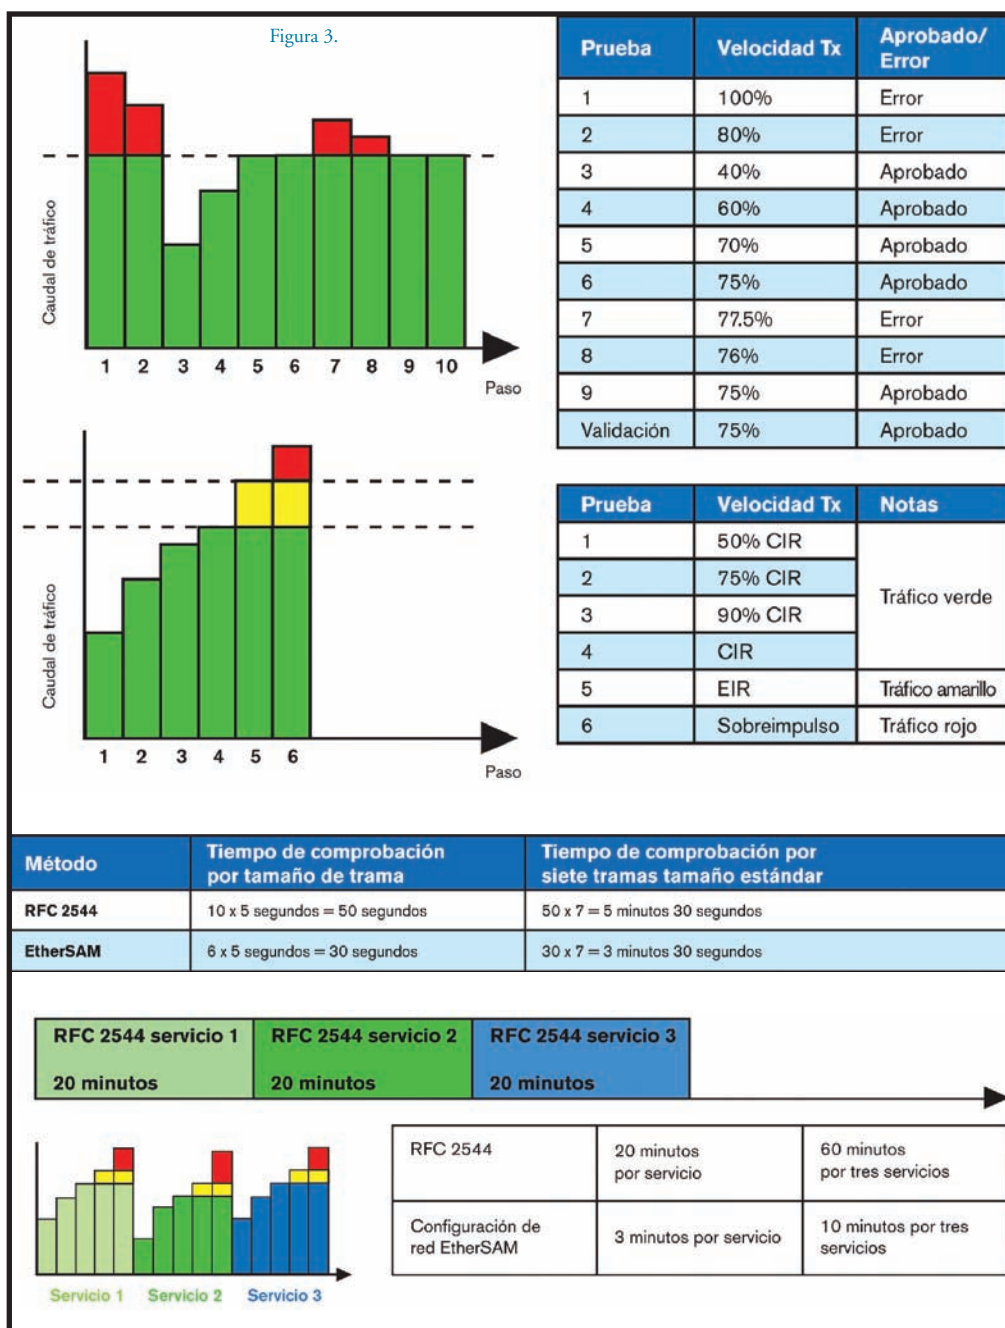 Figura 3.
Caudal de tráfico
1 2 3 4 5 6 7 8 9 10
Paso
Prueba Velocidad Tx Aprobado/
Error
1 100% Error
2 80% Error
3 40% Aprobado
4 60% Aprobado
5 70% Aprobado
6 75% Aprobado
7 77.5% Error
8 76% Error
9 75% Aprobado
Validación 75% Aprobado
Caudal de tráfico
1 2 3 4 5 6
Paso
Prueba Velocidad Tx Notas
1 50% CIR
2 75% CIR
Tráfico verde
3 90% CIR
4 CIR
5 EIR Tráfico amarillo
6 Sobreimpulso Tráfico rojo
Método Tiempo de comprobación
por tamaño de trama Tiempo de comprobación por
siete tramas tamaño estándar
RFC 2544 10 x 5 segundos = 50 segundos 50 x 7 = 5 minutos 30 segundos
EtherSAM 6 x 5 segundos = 30 segundos 30 x 7 = 3 minutos 30 segundos
RFC 2544 servicio 1 RFC 2544 servicio 2 RFC 2544 servicio 3
20 minutos 20 minutos 20 minutos
Servicio 1 Servicio 2 Servicio 3
RFC 2544 20 minutos
por servicio 60 minutos
por tres servicios
Configuración de
red EtherSAM 3 minutos por servicio 10 minutos por tres
servicios